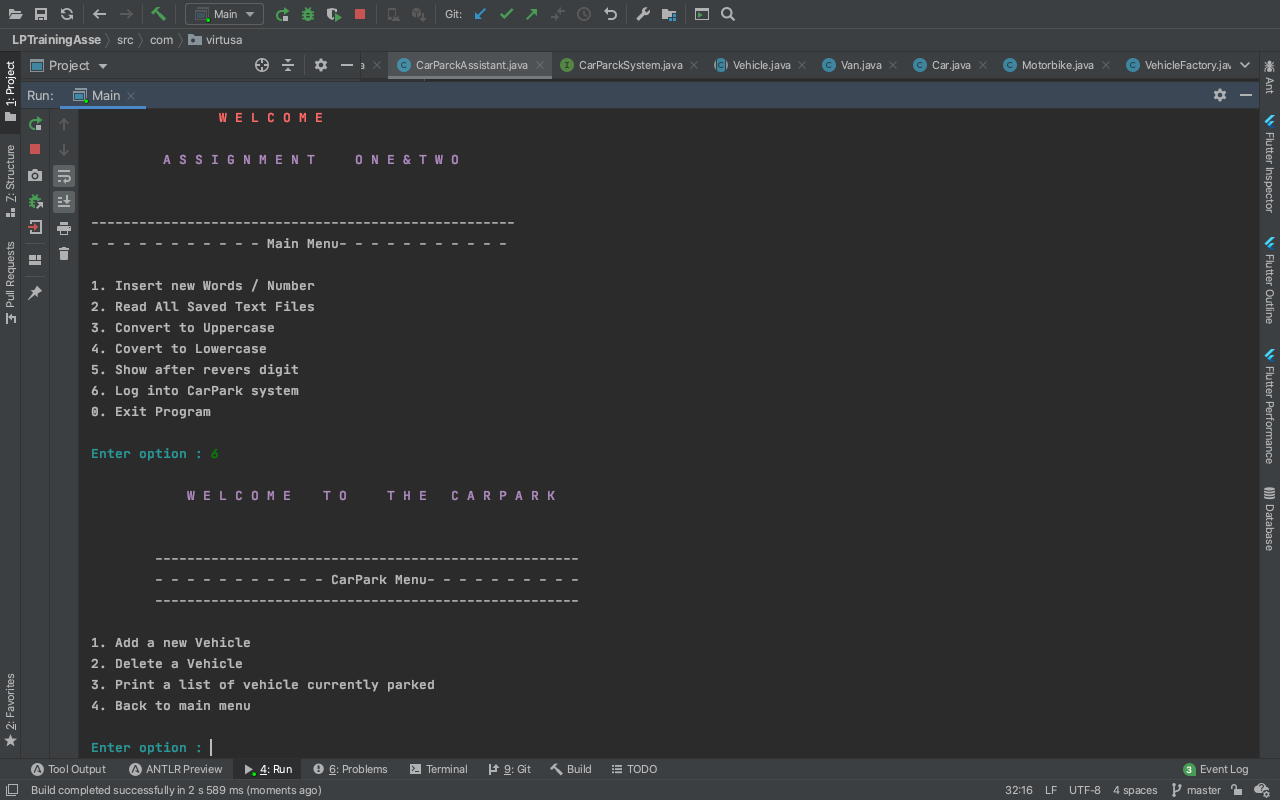 Main
Git:
LPTrainingAsse
src
com
virtusa
Project
CarParckAssistant.java
CarParckSystem.java
Vehicle.java
Van.java
Car.java
Motorbike.java
VehicleFactory.jav
Run:
Main
1: Project
Z: Structure
Pull Requests
2: Favorites
W E L C O M E
A S S I G N M E N T   O N E & T W O
-----------------------------------------------------
- - - - - - - - - - - Main Menu- - - - - - - - - - -
1. Insert new Words / Number
2. Read All Saved Text Files
3. Convert to Uppercase
4. Covert to Lowercase
5. Show after revers digit
6. Log into CarPark system
0. Exit Program
Enter option : 6
W E L C O M E   T O   T H E   C A R P A R K
-----------------------------------------------------
- - - - - - - - - - - CarPark Menu- - - - - - - - - -
-----------------------------------------------------
1. Add a new Vehicle
2. Delete a Vehicle
3. Print a list of vehicle currently parked
4. Back to main menu
Enter option :
Ant
Flutter Inspector
Flutter Outline
Flutter Performance
Database
Tool Output
ANTLR Preview
4: Run
6: Problems
Terminal
9: Git
Build
TODO
3 Event Log
Build completed successfully in 2 s 589 ms (moments ago)
32:16
LF
UTF-8
4 spaces
master